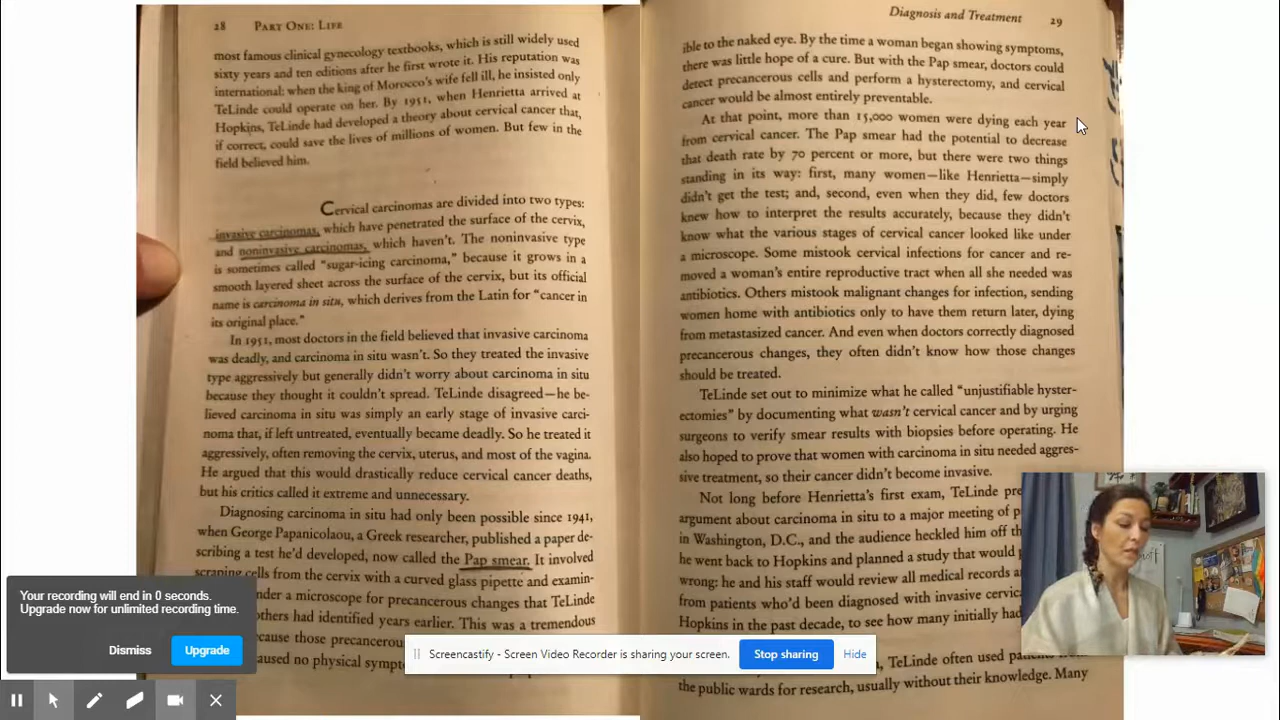 28 PART ONE: LIFE
most famous clinical gynecology textbooks, which is still widely used
sixty years and ten editions after he first wrote it. His reputation was
international: when the king of Morocco's wife fell ill, he insisted only
TeLinde could operate on her. By 1951, when Henrietta arrived at
Hopkins, TeLinde had developed a theory about cervical cancer that,
if correct, could save the lives of millions of women. But few in the
field believed him.
Cervical carcinomas are divided into two types:
invasive carcinomas, which have penetrated the surface of the cervix,
and noninvasive carcinomas, which haven't. The noninvasive type
is sometimes called "sugar-icing carcinoma," because it grows in a
smooth layered sheet across the surface of the cervix, but its official
name is carcinoma in situ, which derives from the Latin for "cancer in
its original place."
In 1951, most doctors in the field believed that invasive carcinoma
was deadly, and carcinoma in situ wasn't. So they treated the invasive
type aggressively but generally didn't worry about carcinoma in situ
because they thought it couldn't spread. TeLinde disagreed—he be-
lieved carcinoma in situ was simply an early stage of invasive carci-
noma that, if left untreated, eventually became deadly. So he treated it
aggressively, often removing the cervix, uterus, and most of the vagina.
He argued that this would drastically reduce cervical cancer deaths,
but his critics called it extreme and unnecessary.
Diagnosing carcinoma in situ had only been possible since 1941,
when George Papanicolaou, a Greek researcher, published a paper de-
scribing a test he'd developed, now called the Pap smear. It involved
scraping cells from the cervix with a curved glass pipette and examin-
nder a microscope for precancerous changes that TeLinde
others had identified years earlier. This was a tremendous
cause those precancerou
aused no physical sympt
Diagnosis and Treatment 29
ible to the naked eye. By the time a woman began showing symptoms,
there was little hope of a cure. But with the Pap smear, doctors could
detect precancerous cells and perform a hysterectomy, and cervical
cancer would be almost entirely preventable.
At that point, more than 15,000 women were dying each year
from cervical cancer. The Pap smear had the potential to decrease
that death rate by 70 percent or more, but there were two things
standing in its way: first, many women—like Henrietta—simply
didn't get the test; and, second, even when they did, few doctors
knew how to interpret the results accurately, because they didn't
know what the various stages of cervical cancer looked like under
a microscope. Some mistook cervical infections for cancer and re-
moved a woman's entire reproductive tract when all she needed was
antibiotics. Others mistook malignant changes for infection, sending
women home with antibiotics only to have them return later, dying
from metastasized cancer. And even when doctors correctly diagnosed
precancerous changes, they often didn't know how those changes
should be treated.
TeLinde set out to minimize what he called "unjustifiable hyster-
ectomies" by documenting what wasn't cervical cancer and by urging
surgeons to verify smear results with biopsies before operating. He
also hoped to prove that women with carcinoma in situ needed aggres-
sive treatment, so their cancer didn't become invasive.
Not long before Henrietta's first exam, TeLinde pre
argument about carcinoma in situ to a major meeting of p
in Washington, D.C., and the audience heckled him off th
he went back to Hopkins and planned a study that would p
wrong: he and his staff would review all medical records a
from patients who'd been diagnosed with invasive cervica
Hopkins in the past decade, to see how many initially had
, TeLinde often used
the public wards for research, usually without their knowledge. Many
Your recording will end in 0 seconds.
Upgrade now for unlimited recording time.
Dismiss Upgrade
Screencastify - Screen Video Recorder is sharing your screen. Stop sharing Hide